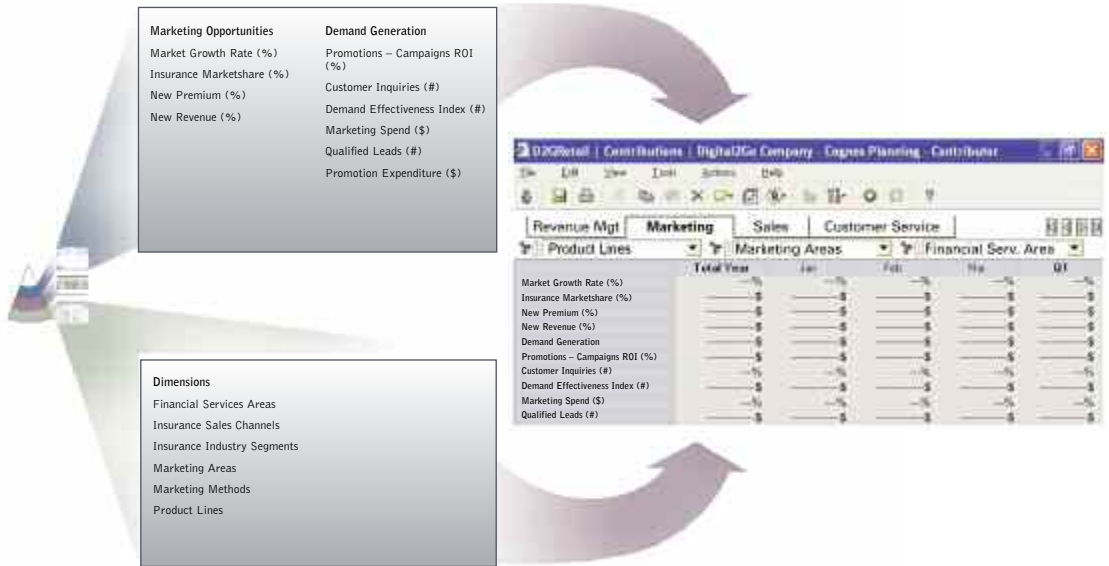 Marketing Opportunities
Market Growth Rate (%)
Insurance Marketshare (%)
New Premium (%)
New Revenue (%)
Demand Generation
Promotions – Campaigns ROI
(%)
Customer Inquiries (#)
Demand Effectiveness Index (#)
Marketing Spend ($)
Qualified Leads (#)
Promotion Expenditure ($)
Dimensions
Financial Services Areas
Insurance Sales Channels
Insurance Industry Segments
Marketing Areas
Marketing Methods
Product Lines
D2GRetail | Contributions | Digital2Go Company - Cognos Planning - Contributor
File Edit View Tools Actions Help
Revenue Mgt Marketing Sales Customer Service
Product Lines Marketing Areas Financial Serv. Area
Total Year Jan Feb Mar Q1
Market Growth Rate (%) --% --% --% --% --%
Insurance Marketshare (%) $ $ $ $ $
New Premium (%) $ $ $ $ $
New Revenue (%) $ $ $ $ $
Demand Generation $ $ $ $ $
Promotions – Campaigns ROI (%) $ $ $ $ $
Customer Inquiries (#) --% --% --% --% --%
Demand Effectiveness Index (#) $ $ $ $ $
Marketing Spend ($) --% --% --% --% --%
Qualified Leads (#) $ $ $ $ $